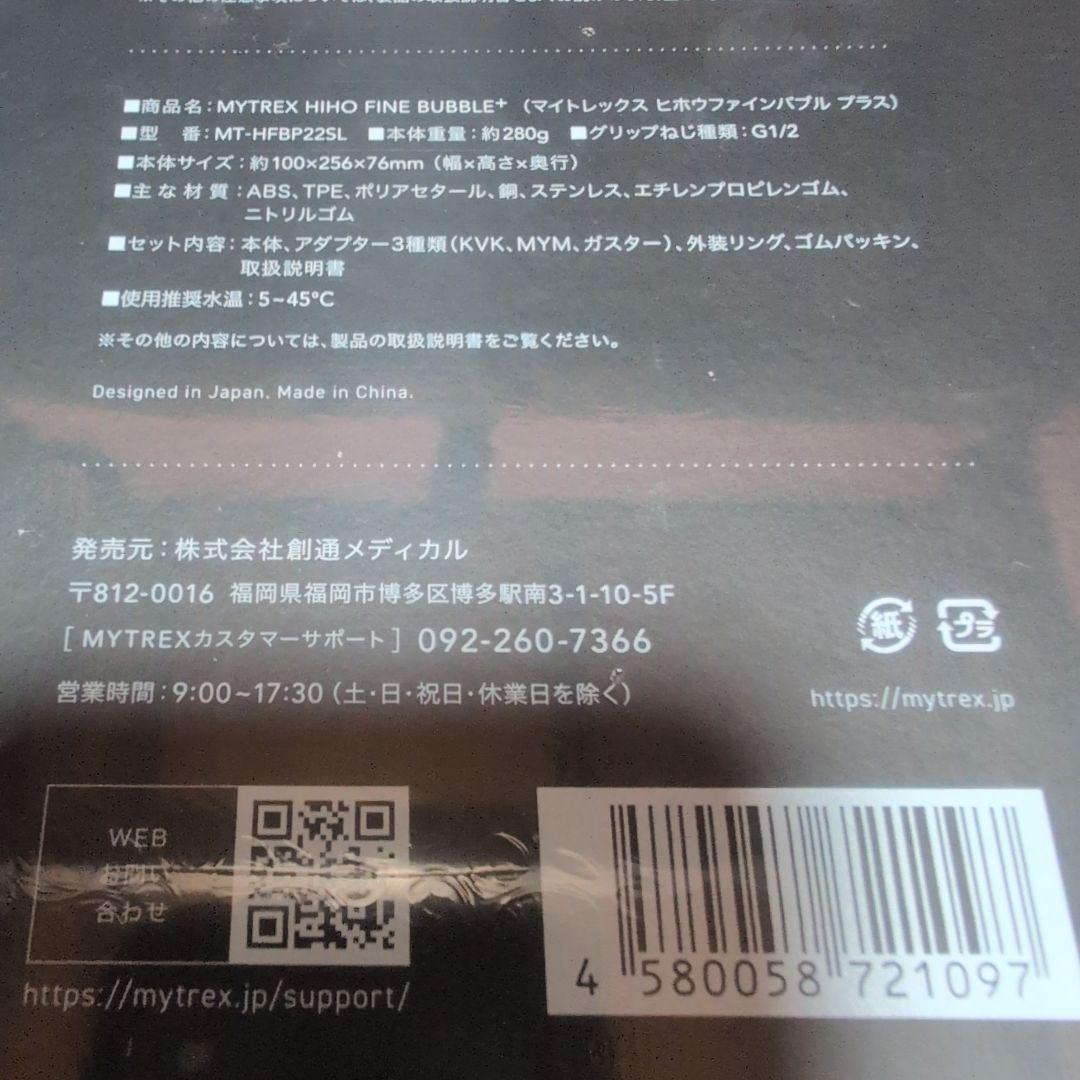 ■商品名：MYTREX HIHO FINE BUBBLE+ （マイトレックス ヒホウファインバブル プラス）
■型 番：MT-HFBP22SL ■本体重量：約280g ■グリップねじ種類：G1/2
■本体サイズ：約100×256×76mm（幅×高さ×奥行）
■主な材質：ABS、TPE、ポリアセタール、銅、ステンレス、エチレンプロピレンゴム、
ニトリルゴム
■セット内容：本体、アダプター3種類（KVK、MYM、ガスター）、外装リング、ゴムパッキン、
取扱説明書
■使用推奨水温：5~45℃
※その他の内容については、製品の取扱説明書をご覧ください。
Designed in Japan. Made in China.
発売元：株式会社創通メディカル
〒812-0016 福岡県福岡市博多区博多駅南3-1-10-5F
［MYTREXカスタマーサポート］ 092-260-7366
営業時間：9:00~17:30（土・日・祝日・休業日を除く）
紙 プラ
https://mytrex.jp
WEB
お問い
合わせ
https://mytrex.jp/support/
4 580058 721097